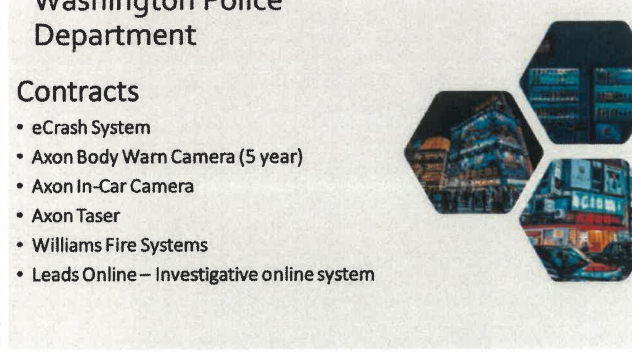 Washington Police
Department
Contracts
• eCrash System
• Axon Body Warn Camera (5 year)
• Axon In-Car Camera
• Axon Taser
• Williams Fire Systems
• Leads Online – Investigative online system